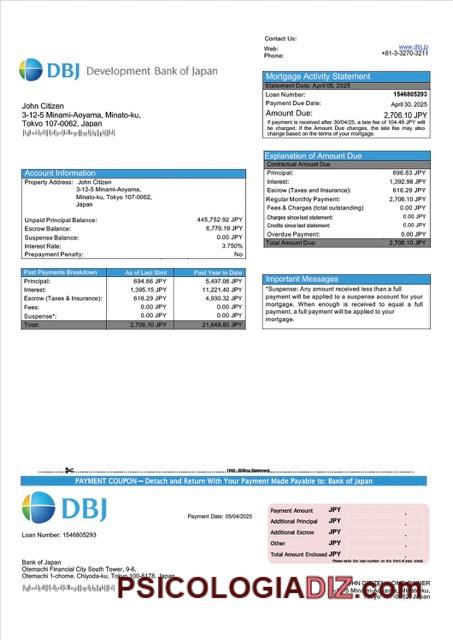 Contact Us:
Web: www.dbj.jp
Phone: +81-3-3270-3211
DBJ Development Bank of Japan
Mortgage Activity Statement
Statement Date: April 05, 2025
Loan Number: 1546805293
Payment Due Date: April 30, 2025
Amount Due: 2,706.10 JPY
If payment is received after 30/04/25, a late fee of 104.49 JPY will
be charged. If the Amount Due changes, the late fee may also
change based on the terms of your mortgage.
John Citizen
3-12-5 Minami-Aoyama, Minato-ku,
Tokyo 107-0062, Japan
Explanation of Amount Due
Contractual Amount Due
Principal: 696.83 JPY
Interest: 1,392.98 JPY
Escrow (Taxes and Insurance): 616.29 JPY
Regular Monthly Payment: 2,706.10 JPY
Fees & Charges (total outstanding) 0.00 JPY
Charges since last statement: 0.00 JPY
Credits since last statement: 0.00 JPY
Overdue Payment: 0.00 JPY
Total Amount Due: 2,706.10 JPY
Account Information
Property Address: John Citizen
3-12-5 Minami-Aoyama,
Minato-ku, Tokyo 107-0062,
Japan
Unpaid Principal Balance: 445,752.92 JPY
Escrow Balance: 6,779.19 JPY
Suspense Balance: 0.00 JPY
Interest Rate: 3.750%
Prepayment Penalty: No
Past Payments Breakdown As of Last Stmt Paid Year to Date
Principal: 694.66 JPY 5,497.08 JPY
Interest: 1,395.15 JPY 11,221.40 JPY
Escrow (Taxes & Insurance): 616.29 JPY 4,930.32 JPY
Fees: 0.00 JPY 0.00 JPY
Suspense*: 0.00 JPY 0.00 JPY
Total: 2,706.10 JPY 21,648.80 JPY
Important Messages
*Suspense: Any amount received less than a full
payment will be applied to a suspense account for your
mortgage. When enough is received to equal a full
payment, a full payment will be applied to your
mortgage.
Billing Statement
PAYMENT COUPON — Detach and Return With Your Payment Made Payable to: Bank of Japan
DBJ
Payment Date: 05/04/2025
Payment Amount JPY
Additional Principal JPY
Additional Escrow JPY
Other JPY
Total Amount Enclosed JPY
Please write the loan number on the front of your check
Loan Number: 1546805293
Bank of Japan
Otemachi Financial City South Tower, 9-6,
Otemachi 1-chome, Chiyoda-ku, Tokyo 100-8178, Japan
PSICOLOGIADIZ.com